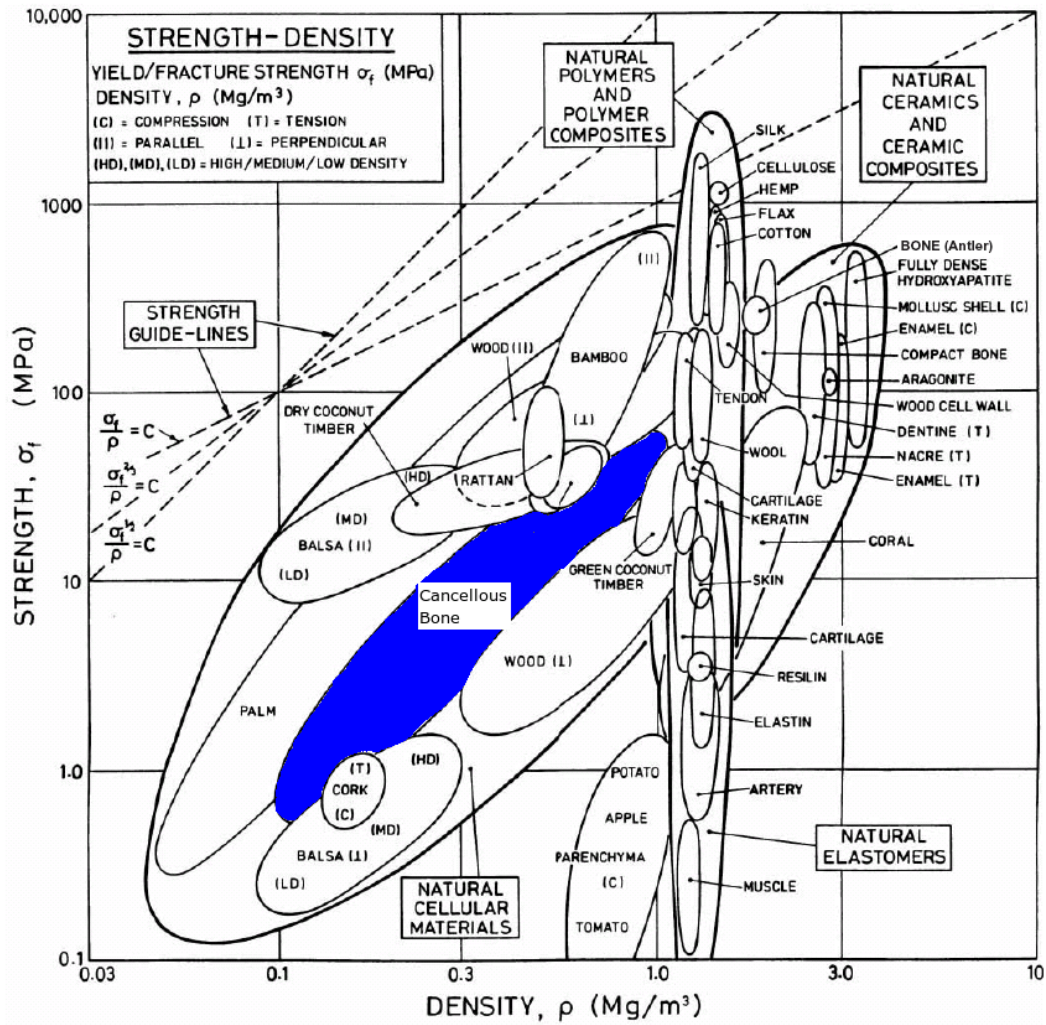 10,000
STRENGTH-DENSITY
YIELD/FRACTURE STRENGTH σf (MPa)
DENSITY, ρ (Mg/m³)
(C) = COMPRESSION (T) = TENSION
(II) = PARALLEL (⊥) = PERPENDICULAR
(HD),(MD),(LD) = HIGH/MEDIUM/LOW DENSITY
NATURAL
POLYMERS
AND
POLYMER
COMPOSITES
NATURAL
CERAMICS
AND
CERAMIC
COMPOSITES
SILK
CELLULOSE
HEMP
FLAX
COTTON
1000
BONE (Antler)
FULLY DENSE
HYDROXYAPATITE
MOLLUSC SHELL (C)
ENAMEL (C)
COMPACT BONE
ARAGONITE
WOOD CELL WALL
DENTINE (T)
NACRE (T)
ENAMEL (T)
STRENGTH
GUIDE-LINES
(II)
WOOD (II)
BAMBOO
100
DRY COCONUT
TIMBER
(⊥)
TENDON
σf/ρ = C
σf^2/3/ρ = C
σf^1/2/ρ = C
(HD)
RATTAN
WOOL
CARTILAGE
KERATIN
(MD)
BALSA (II)
(LD)
CORAL
10
GREEN COCONUT
TIMBER
SKIN
Cancellous
Bone
CARTILAGE
WOOD (⊥)
RESILIN
PALM
ELASTIN
(HD)
(T)
CORK
(C)
(MD)
BALSA (⊥)
(LD)
1.0
POTATO
APPLE
PARENCHYMA
(C)
TOMATO
ARTERY
NATURAL
ELASTOMERS
MUSCLE
NATURAL
CELLULAR
MATERIALS
0.1
STRENGTH, σf (MPa)
0.03 0.1 0.3 1.0 3.0 10
DENSITY, ρ (Mg/m³)